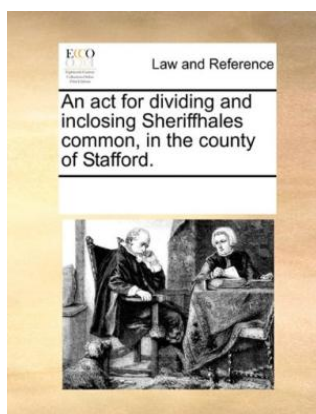 ECCO
Law and Reference
An act for dividing and
inclosing Sheriffhales
common, in the county
of Stafford.